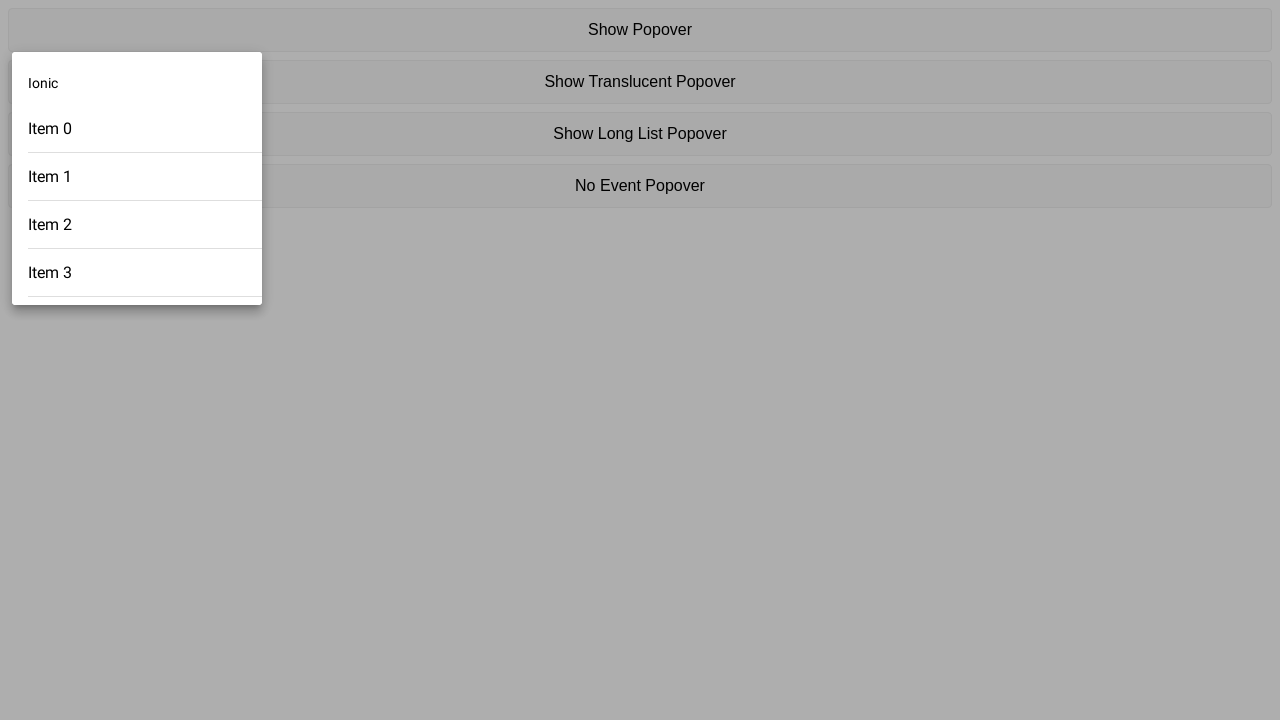 Show Popover
Show Translucent Popover
Show Long List Popover
No Event Popover
Ionic
Item 0
Item 1
Item 2
Item 3